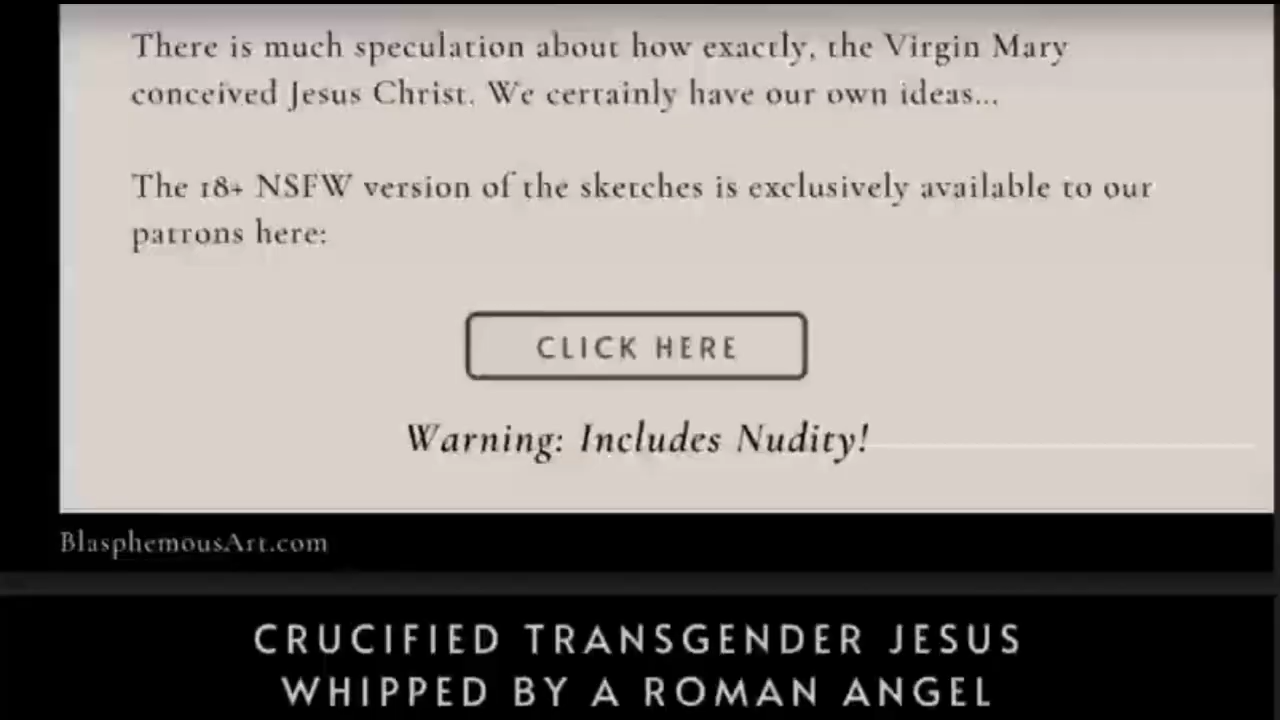 There is much speculation about how exactly, the Virgin Mary
conceived Jesus Christ. We certainly have our own ideas...
The 18+ NSFW version of the sketches is exclusively available to our
patrons here:
CLICK HERE
Warning: Includes Nudity!
BlasphemousArt.com
CRUCIFIED TRANSGENDER JESUS
WHIPPED BY A ROMAN ANGEL